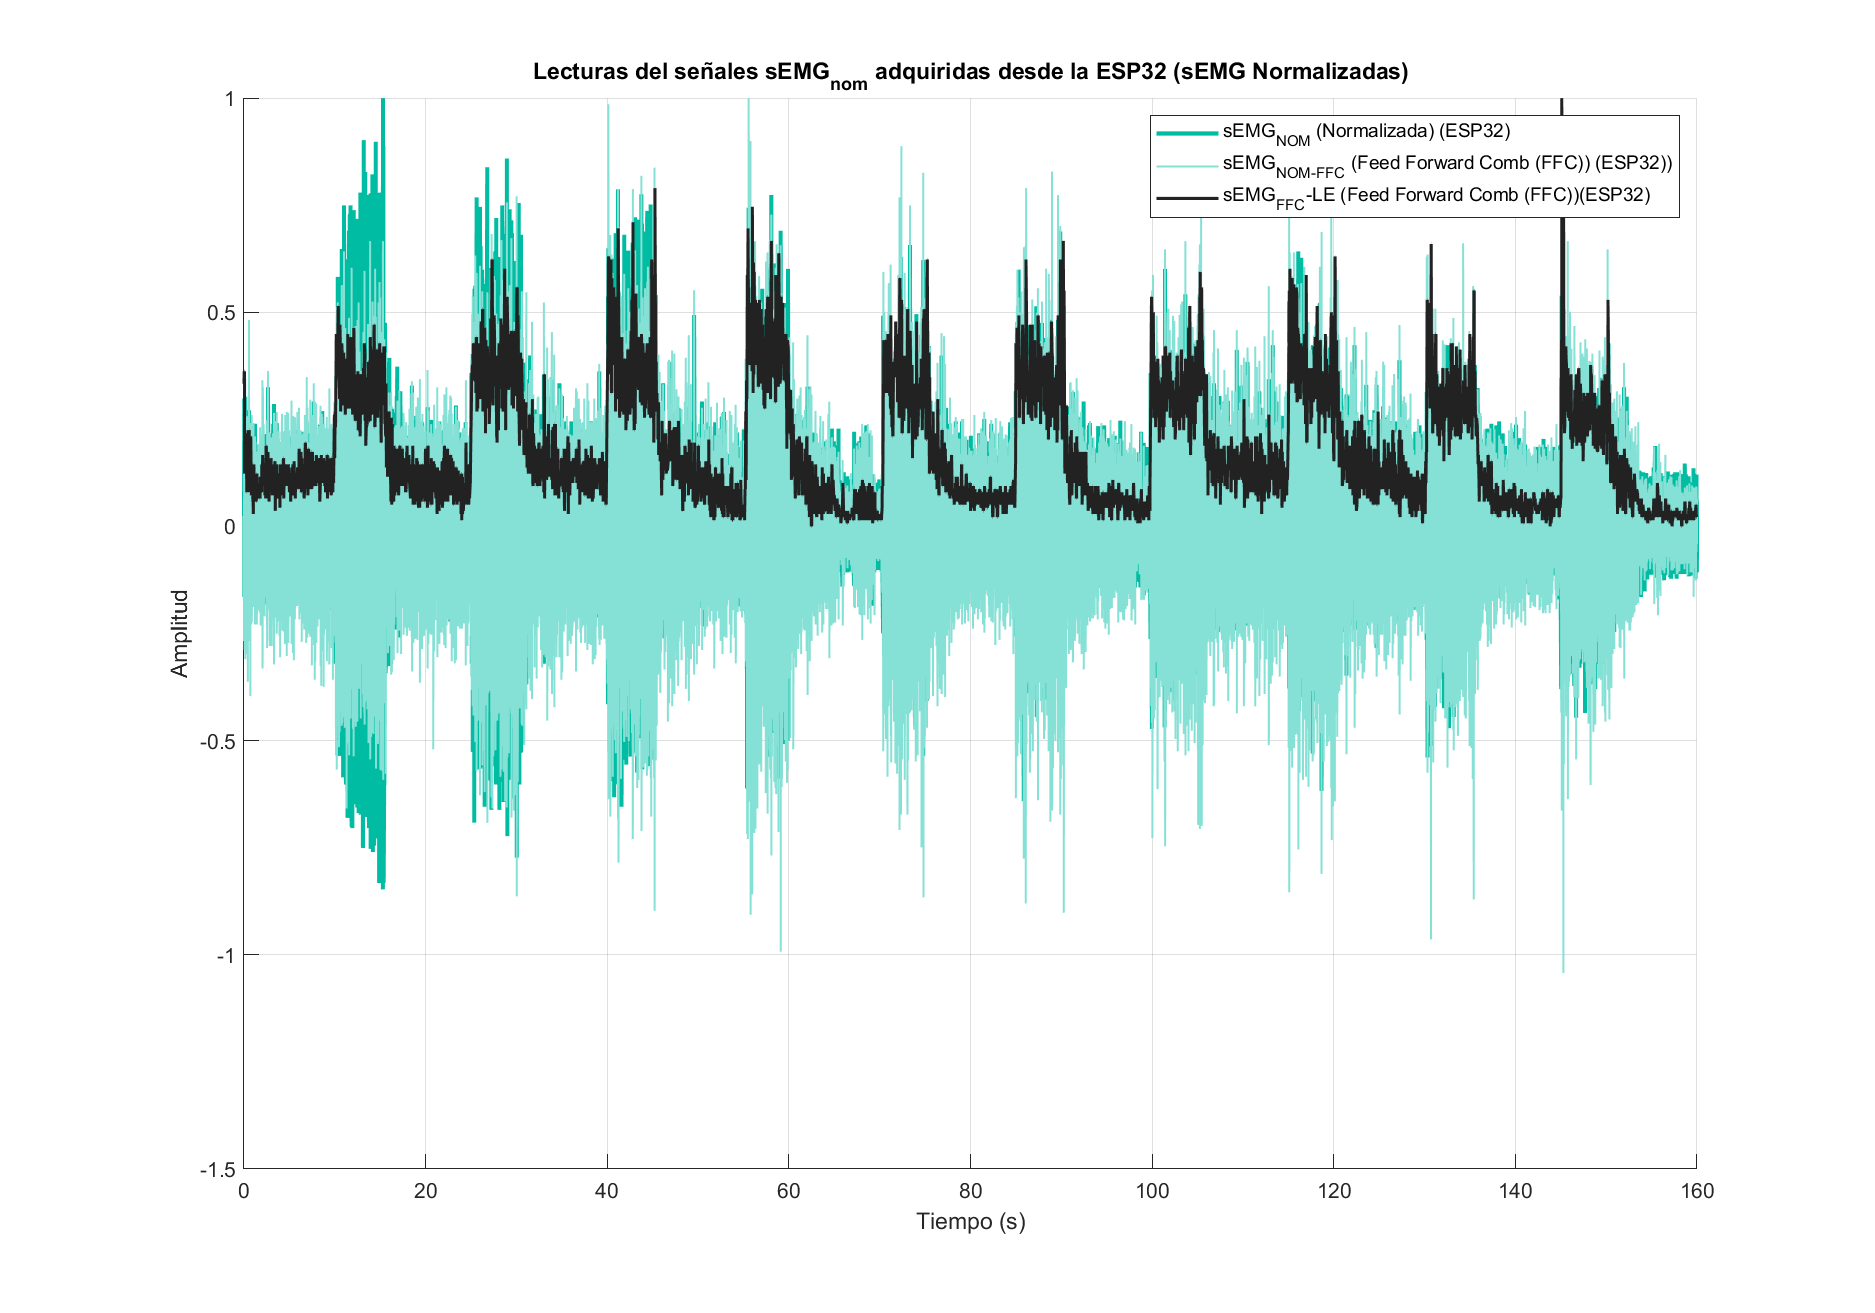 Lecturas del señales sEMGnom adquiridas desde la ESP32 (sEMG Normalizadas)
sEMGNOM (Normalizada) (ESP32)
sEMGNOM-FFC (Feed Forward Comb (FFC)) (ESP32))
sEMGFFC-LE (Feed Forward Comb (FFC))(ESP32)
1
0.5
0
-0.5
-1
-1.5
Amplitud
0 20 40 60 80 100 120 140 160
Tiempo (s)